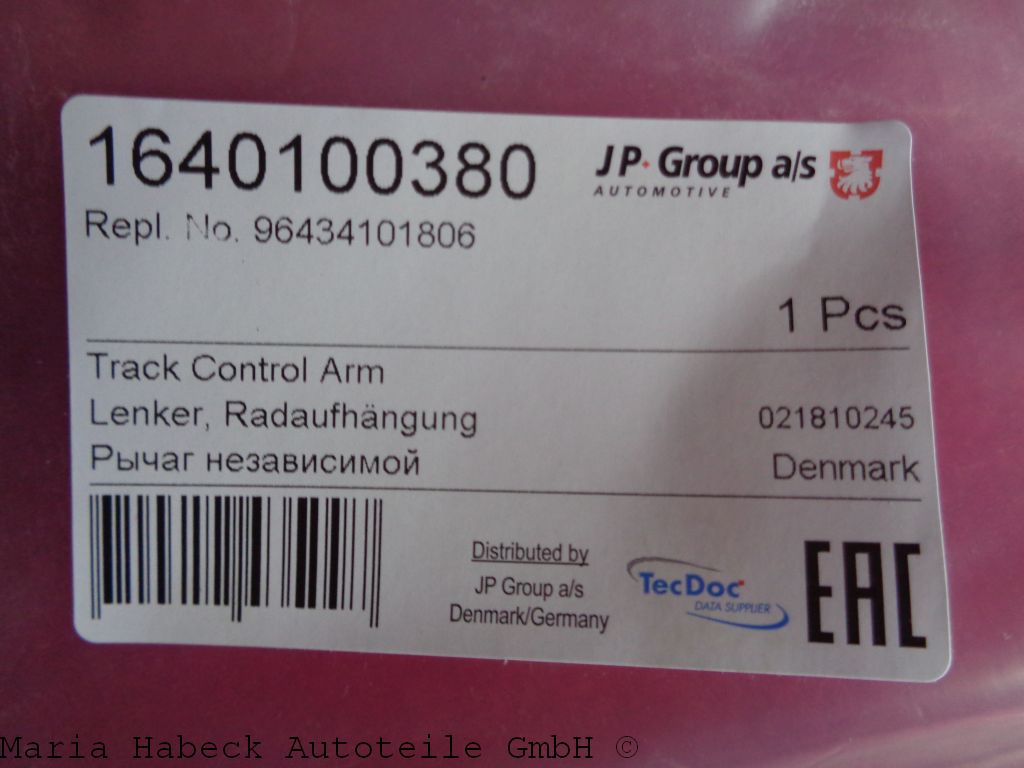 1640100380
JP Group a/s
AUTOMOTIVE
Repl. No. 96434101806
1 Pcs
Track Control Arm
Lenker, Radaufhängung
021810245
Рычаг независимой
Denmark
Distributed by
JP Group a/s
Denmark/Germany
TecDoc
DATA SUPPLIER
EAC
Maria Habeck Autoteile GmbH ©